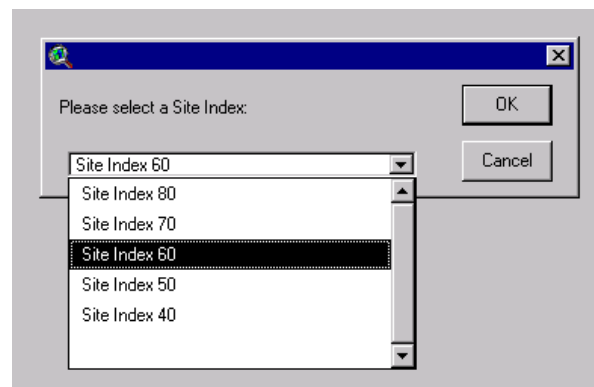 Please select a Site Index:
OK
Site Index 60
Cancel
Site Index 80
Site Index 70
Site Index 60
Site Index 50
Site Index 40